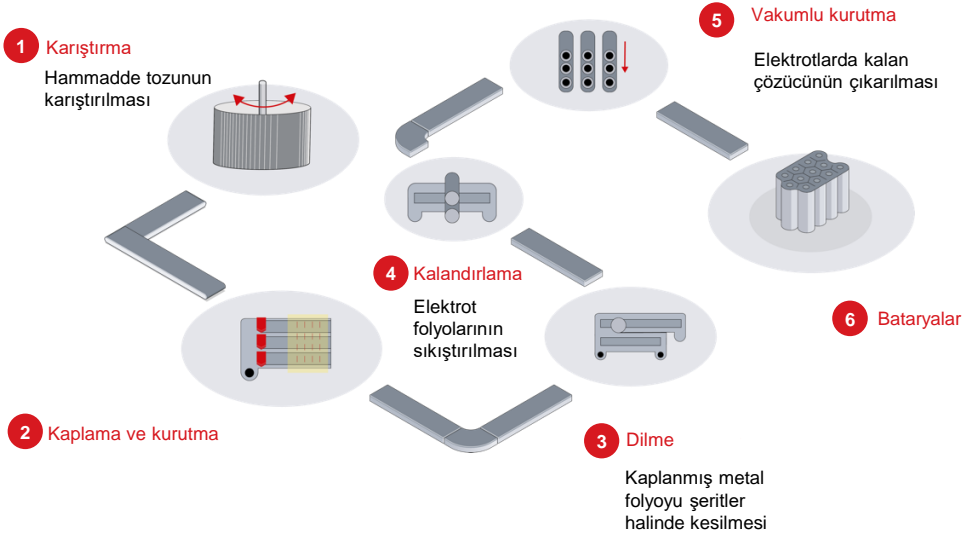 1 Karıştırma
Hammadde tozunun
karıştırılması
2 Kaplama ve kurutma
3 Dilme
Kaplanmış metal
folyoyu şeritler
halinde kesilmesi
4 Kalandırlama
Elektrot
folyolarının
sıkıştırılması
5 Vakumlu kurutma
Elektrotlarda kalan
çözücünün çıkarılması
6 Bataryalar